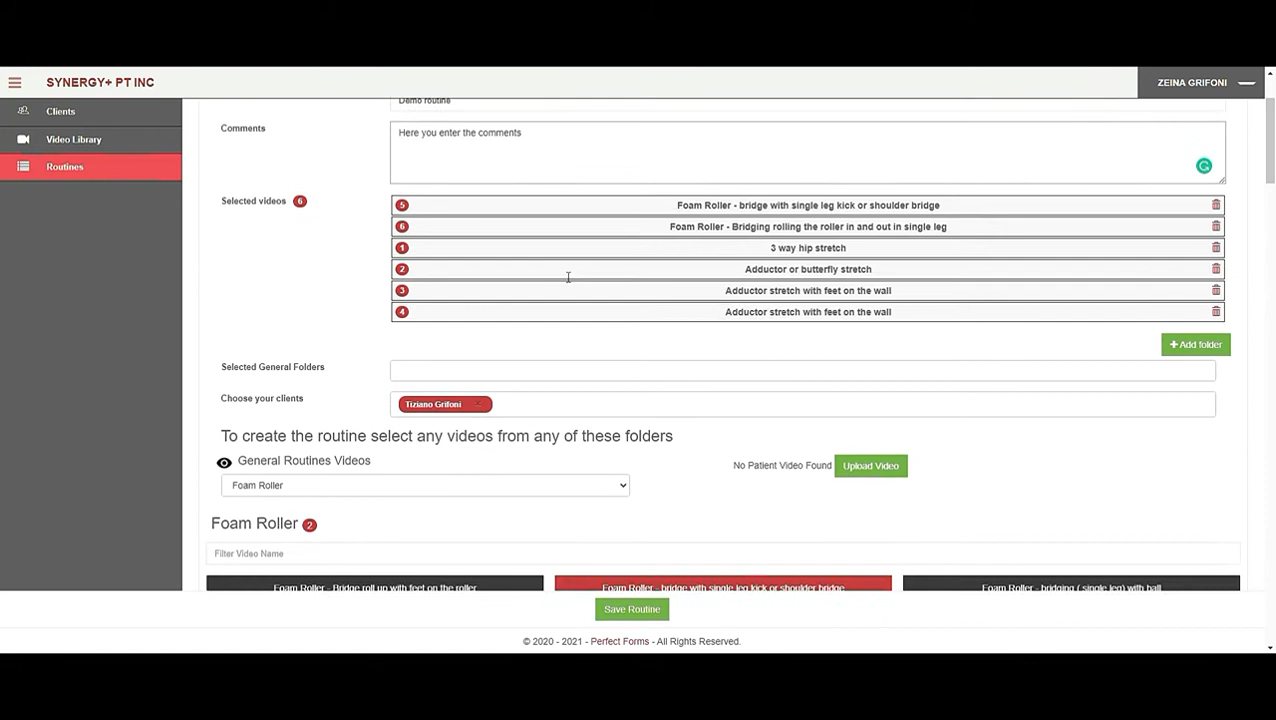 SYNERGY+ PT INC
ZEINA GRIFONI
Clients
Video Library
Routines
Demo routine
Comments
Here you enter the comments
Selected videos 6
5 Foam Roller - bridge with single leg kick or shoulder bridge
6 Foam Roller - Bridging rolling the roller in and out in single leg
1 3 way hip stretch
2 Adductor or butterfly stretch
3 Adductor stretch with feet on the wall
4 Adductor stretch with feet on the wall
+ Add folder
Selected General Folders
Choose your clients
Tiziano Grifoni ×
To create the routine select any videos from any of these folders
General Routines Videos
No Patient Video Found Upload Video
Foam Roller
Foam Roller 2
Filter Video Name
Foam Roller - Bridge roll up with feet on the roller
Foam Roller - bridge with single leg kick or shoulder bridge
Foam Roller - bridging ( single leg) with ball
Save Routine
© 2020 - 2021 - Perfect Forms - All Rights Reserved.